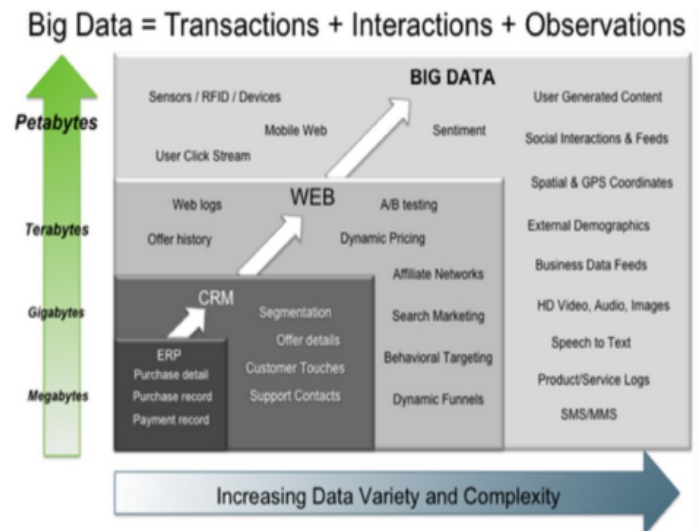 Big Data = Transactions + Interactions + Observations
BIG DATA
Sensors / RFID / Devices
User Generated Content
Petabytes
Mobile Web
Sentiment
Social Interactions & Feeds
User Click Stream
Spatial & GPS Coordinates
WEB
Web logs
A/B testing
External Demographics
Terabytes
Offer history
Dynamic Pricing
Business Data Feeds
Affiliate Networks
CRM
HD Video, Audio, Images
Gigabytes
Segmentation
Search Marketing
Offer details
Speech to Text
ERP
Behavioral Targeting
Purchase detail
Customer Touches
Product/Service Logs
Megabytes
Purchase record
Support Contacts
Dynamic Funnels
SMS/MMS
Payment record
Increasing Data Variety and Complexity